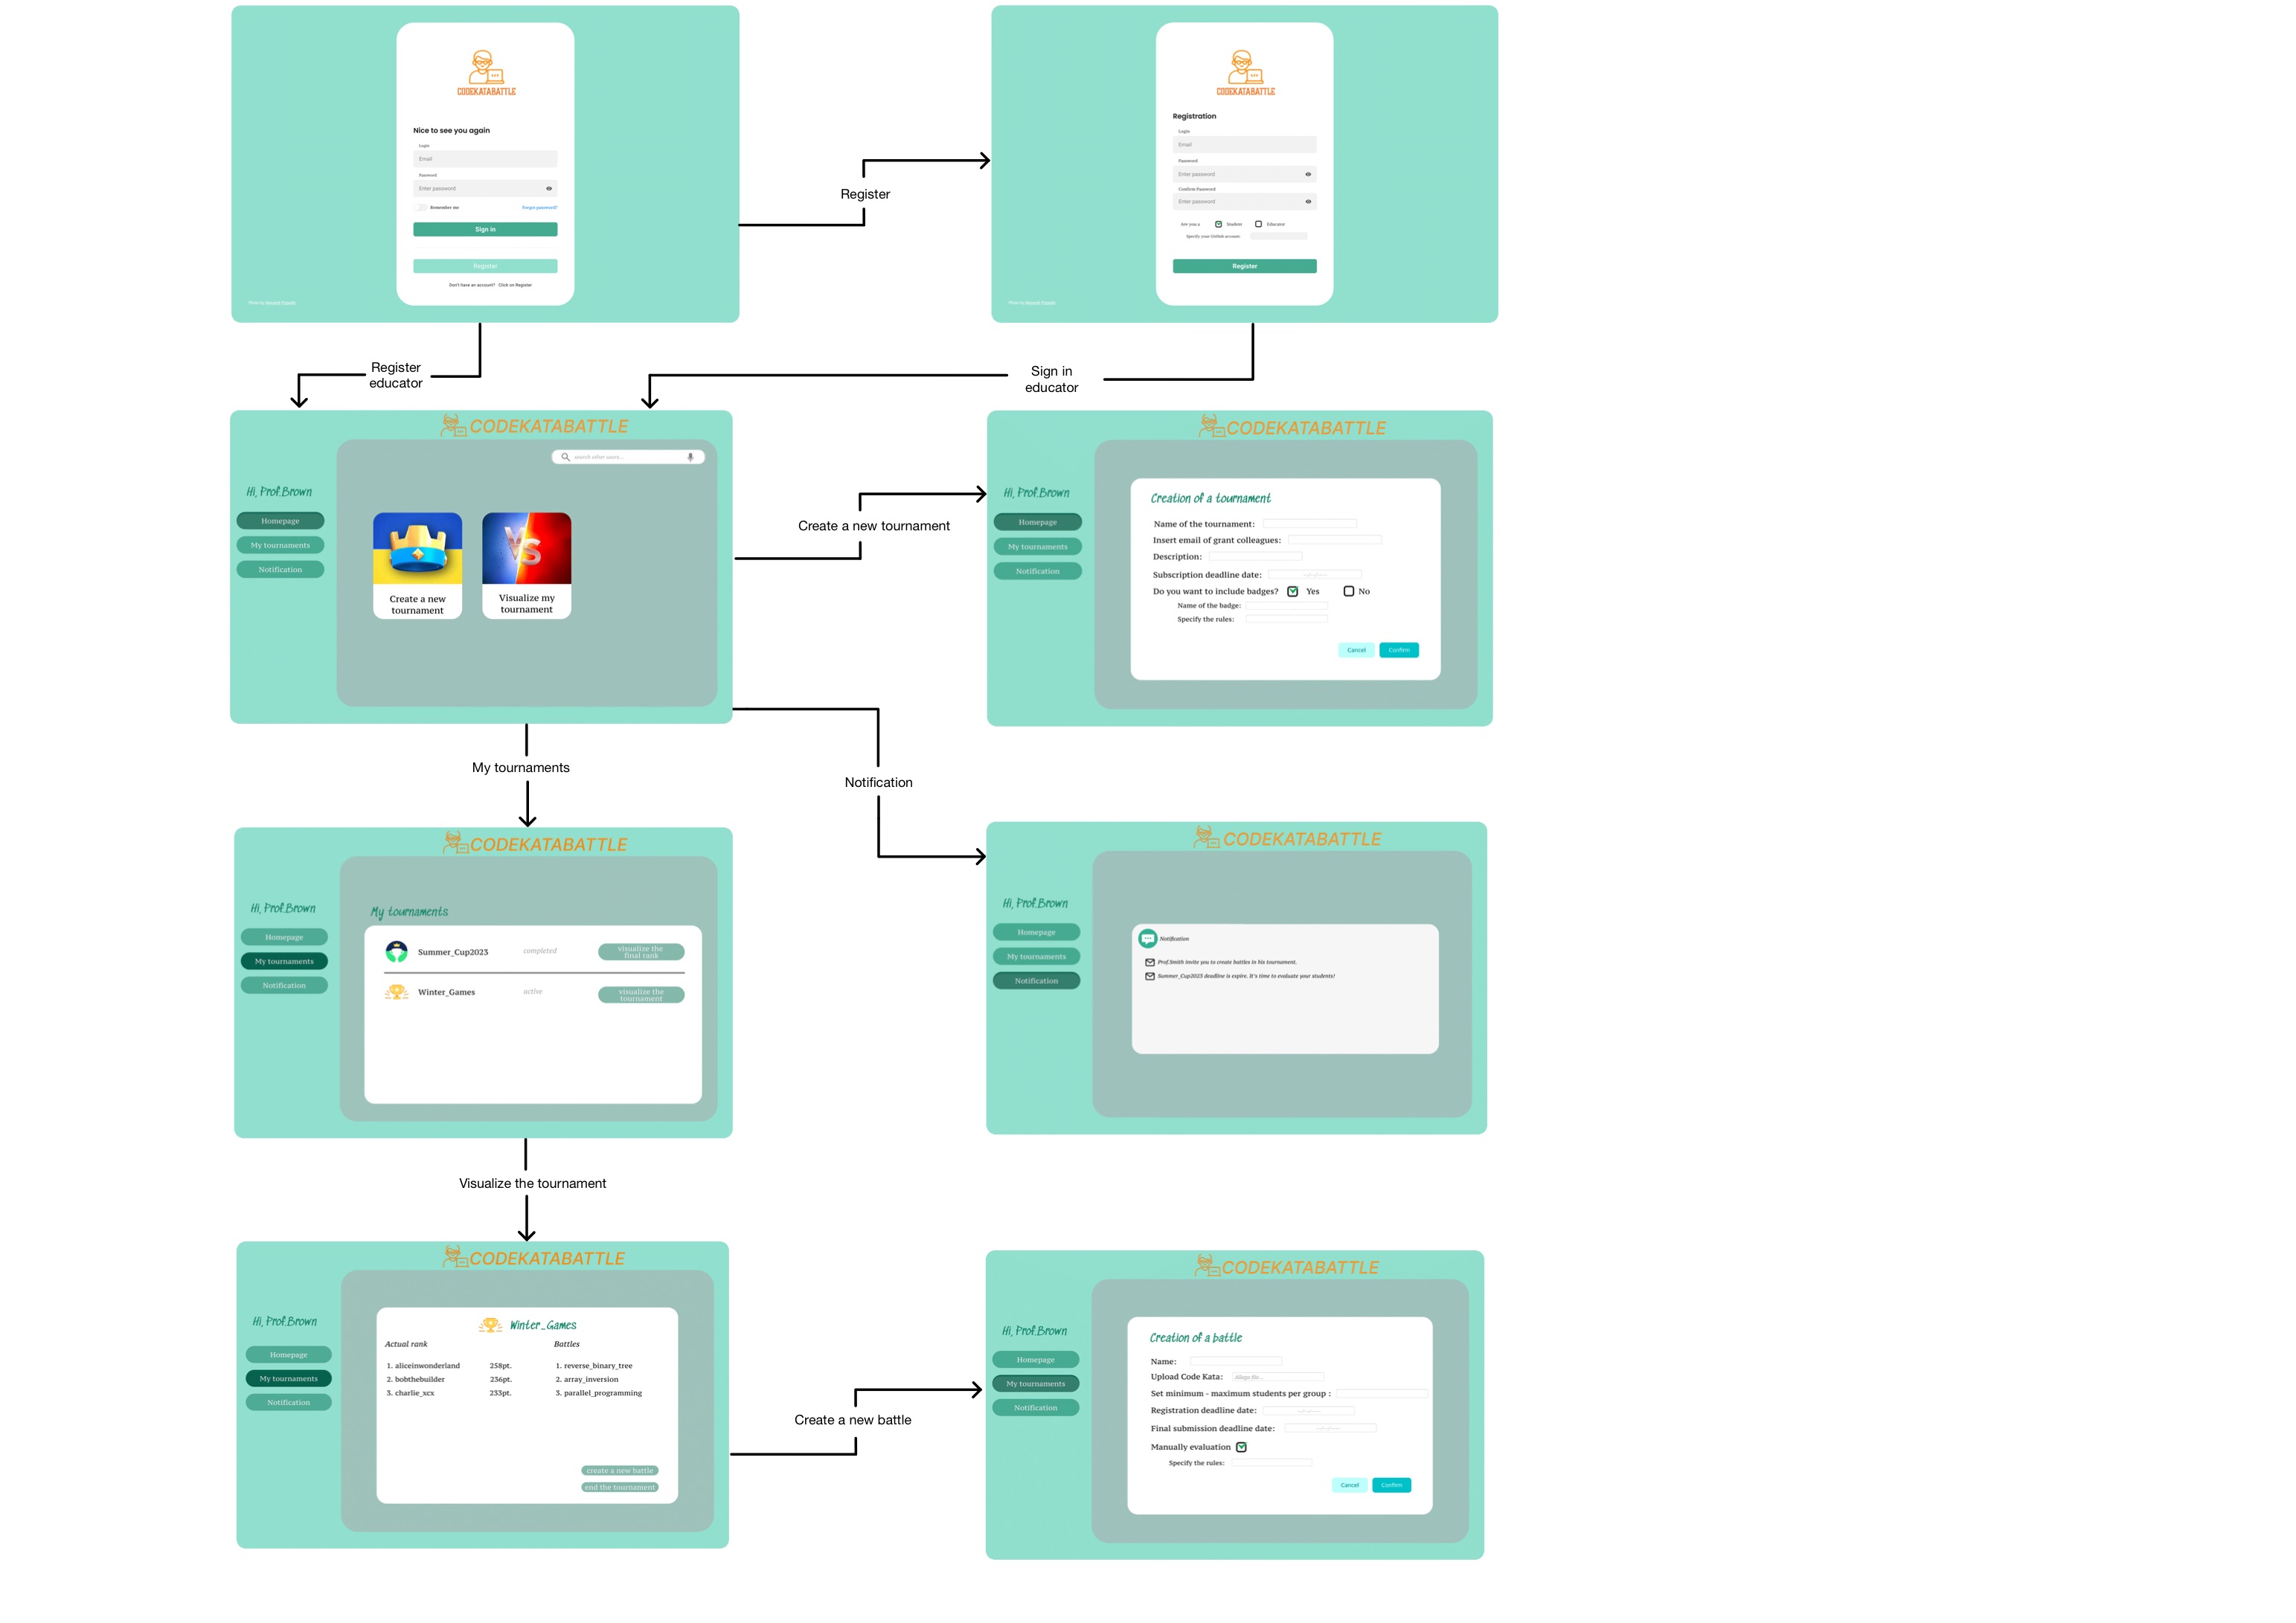 CODEKATABATTLE
Nice to see you again
Login
Email
Password
Enter password
Remember me
Forgot password?
Sign in
Register
Don't have an account? Click on Register
Register
CODEKATABATTLE
Registration
Login
Email
Password
Enter password
Confirm Password
Enter password
Are you a Student Educator
Specify your GitHub account:
Register
Register
educator
Sign in
educator
CODEKATABATTLE
search other users...
Hi, Prof.Brown
Homepage
My tournaments
Notification
Create a new
tournament
Visualize my
tournament
Create a new tournament
CODEKATABATTLE
Hi, Prof.Brown
Homepage
My tournaments
Notification
Creation of a tournament
Name of the tournament:
Insert email of grant colleagues:
Description:
Subscription deadline date:
--/--/----
Do you want to include badges? Yes No
Name of the badge:
Specify the rules:
Cancel
Confirm
My tournaments
Notification
CODEKATABATTLE
Hi, Prof.Brown
Homepage
My tournaments
Notification
My tournaments
Summer_Cup2023 completed
visualize the
final rank
Winter_Games active
visualize the
tournament
CODEKATABATTLE
Hi, Prof.Brown
Homepage
My tournaments
Notification
Notification
Prof.Smith invite you to create battles in his tournament.
Summer_Cup2023 deadline is expire. It's time to evaluate your students!
Visualize the tournament
CODEKATABATTLE
Hi, Prof.Brown
Homepage
My tournaments
Notification
Winter_Games
Actual rank
Battles
1. aliceinwonderland 258pt. 1. reverse_binary_tree
2. bobthebuilder 236pt. 2. array_inversion
3. charlie_xcx 233pt. 3. parallel_programming
create a new battle
end the tournament
Create a new battle
CODEKATABATTLE
Hi, Prof.Brown
Homepage
My tournaments
Notification
Creation of a battle
Name:
Upload Code Kata: Allega file...
Set minimum - maximum students per group :
Registration deadline date:
--/--/----
Final submission deadline date:
--/--/----
Manually evaluation
Specify the rules:
Cancel
Confirm